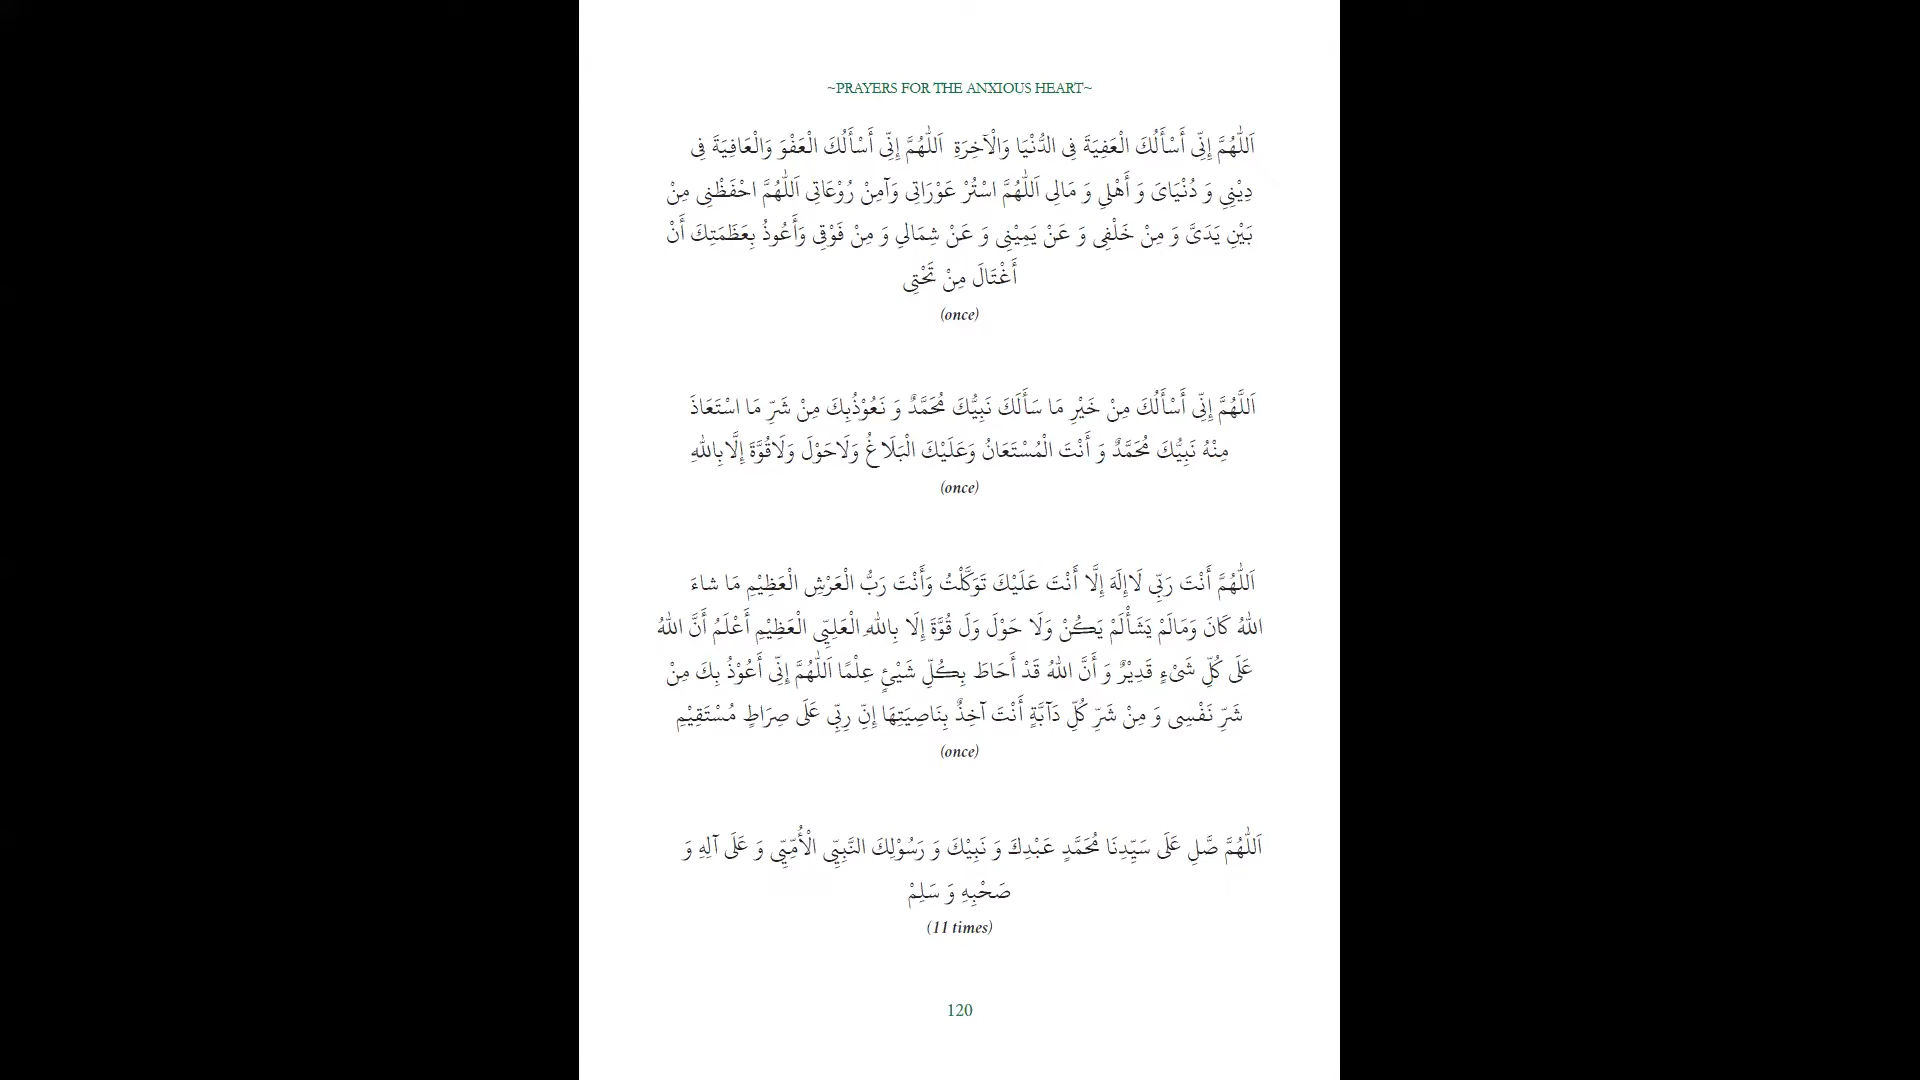 ~PRAYERS FOR THE ANXIOUS HEART~
اَللّٰهُمَّ إِنِّى أَسْأَلُكَ الْعَفِيَةَ فِى الدُّنْيَا وَالْآخِرَةِ اَللّٰهُمَّ إِنِّى أَسْأَلُكَ الْعَفْوَ وَالْعَافِيَةَ فِى
دِيْنِي وَ دُنْيَاىَ وَ أَهْلِي وَ مَالِى اَللّٰهُمَّ اسْتُرْ عَوْرَاتِى وَآمِنْ رُوْعَاتِى اَللّٰهُمَّ احْفَظْنِى مِنْ
بَيْنِ يَدَىَّ وَ مِنْ خَلْفِى وَ عَنْ يَمِيْنِى وَ عَنْ شِمَالِي وَ مِنْ فَوْقِى وَأَعُوذُ بِعَظَمَتِكَ أَنْ
أَغْتَالَ مِنْ تَحْتِى
(once)
اَللَّهُمَّ إِنِّى أَسْأَلُكَ مِنْ خَيْرِ مَا سَأَلَكَ نَبِيُّكَ مُحَمَّدٌ وَ نَعُوْذُبِكَ مِنْ شَرِّ مَا اسْتَعَاذَ
مِنْهُ نَبِيُّكَ مُحَمَّدٌ وَ أَنْتَ الْمُسْتَعَانُ وَعَلَيْكَ الْبَلَاغُ وَلَاحَوْلَ وَلَاقُوَّةَ إِلَّابِاللهِ
(once)
اَللّٰهُمَّ أَنْتَ رَبِّى لَاإِلَهَ إِلَّا أَنْتَ عَلَيْكَ تَوَكَّلْتُ وَأَنْتَ رَبُّ الْعَرْشِ الْعَظِيْمِ مَا شاءَ
اللهُ كَانَ وَمَالَمْ يَشَأْلَمْ يَكُنْ وَلَا حَوْلَ وَلَ قُوَّةَ إِلَا بِاللهِ الْعَلِيِّى الْعَظِيْمِ أَعْلَمُ أَنَّ اللهُ
عَلَى كُلِّ شَىْءٍ قَدِيْرٌ وَ أَنَّ اللهُ قَدْ أَحَاطَ بِكُلِّ شَيْئٍ عِلْمًا اَللّٰهُمَّ إِنِّى أَعُوْذُ بِكَ مِنْ
شَرِّ نَفْسِى وَ مِنْ شَرِّ كُلِّ دَآبَّةٍ أَنْتَ آخِذٌ بِنَاصِيَتِهَا إِنِّ رِبِّى عَلَى صِرَاطٍ مُسْتَقِيْمِ
(once)
اَللّٰهُمَّ صَّلِ عَلَى سَيِّدِنَا مُحَمَّدٍ عَبْدِكَ وَ نَبِيْكَ وَ رَسُوْلِكَ النَّبِيِّى الْأُمِّيِّى وَ عَلَى آلِهِ وَ
صَحْبِهِ وَ سَلِمْ
(11 times)
120